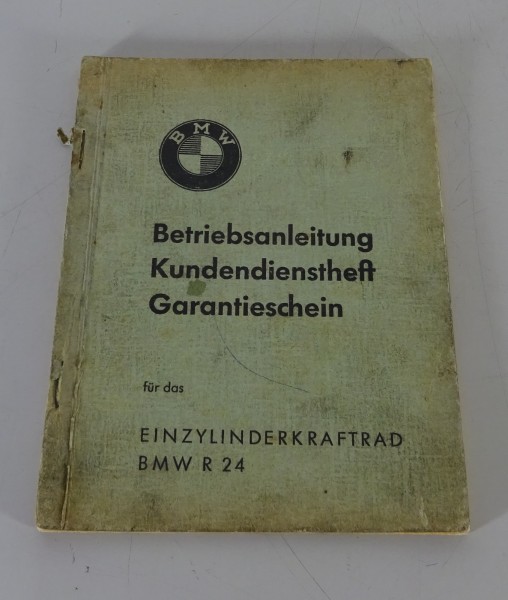 BMW
Betriebsanleitung
Kundendienstheft
Garantieschein
für das
EINZYLINDERKRAFTRAD
BMW R 24